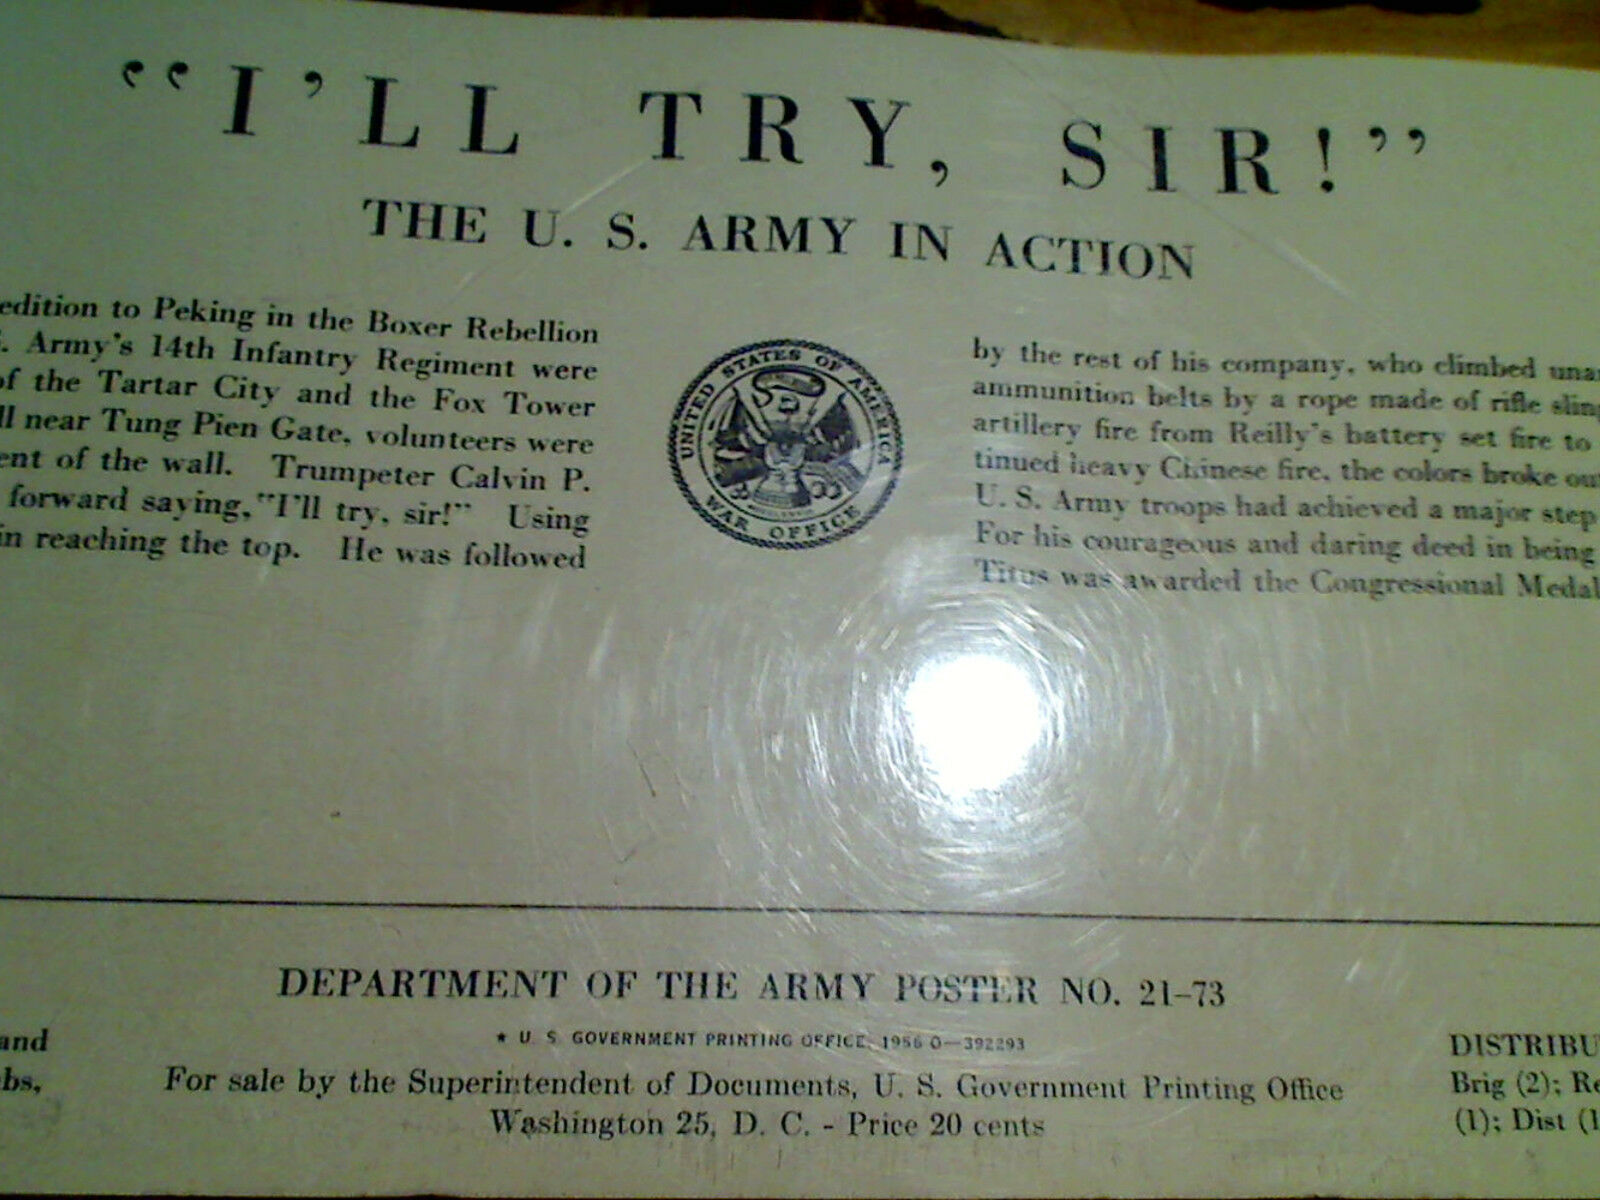 “I’LL TRY, SIR!”
THE U. S. ARMY IN ACTION
edition to Peking in the Boxer Rebellion
. Army’s 14th Infantry Regiment were
of the Tartar City and the Fox Tower
ll near Tung Pien Gate, volunteers were
ent of the wall. Trumpeter Calvin P.
forward saying, “I’ll try, sir!” Using
in reaching the top. He was followed
UNITED STATES OF AMERICA
WAR OFFICE
by the rest of his company, who climbed una
ammunition belts by a rope made of rifle sling
artillery fire from Reilly’s battery set fire to
tinued heavy Chinese fire, the colors broke ou
U. S. Army troops had achieved a major step
For his courageous and daring deed in being
Titus was awarded the Congressional Medal
DEPARTMENT OF THE ARMY POSTER NO. 21–73
★ U. S. GOVERNMENT PRINTING OFFICE, 1956 O—392293
For sale by the Superintendent of Documents, U. S. Government Printing Office
Washington 25, D. C. - Price 20 cents
and
bs,
DISTRIBU
Brig (2); Re
(1); Dist (1